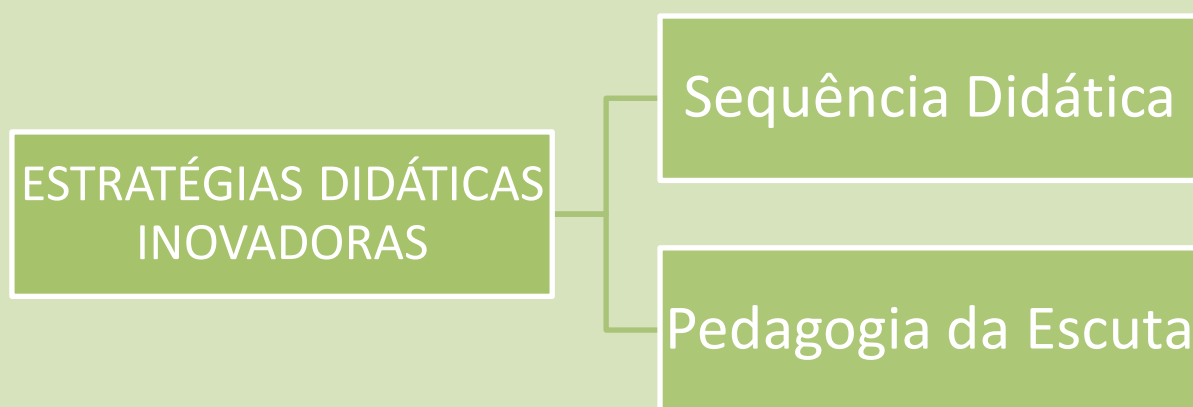 ESTRATÉGIAS DIDÁTICAS
INOVADORAS
Sequência Didática
Pedagogia da Escuta